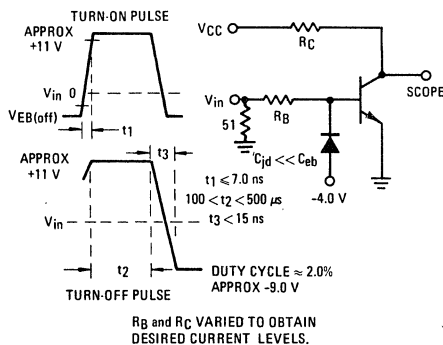 TURN-ON PULSE
APPROX
+11 V
Vin 0
VEB(off)
t1
t3
APPROX
+11 V
Vin
t2
TURN-OFF PULSE
t1 ⩽ 7.0 ns
100 < t2 < 500 μs
t3 < 15 ns
DUTY CYCLE ≈ 2.0%
APPROX -9.0 V
VCC
RC
SCOPE
Vin
RB
51
Cjd << Ceb
-4.0 V
RB and RC VARIED TO OBTAIN
DESIRED CURRENT LEVELS.